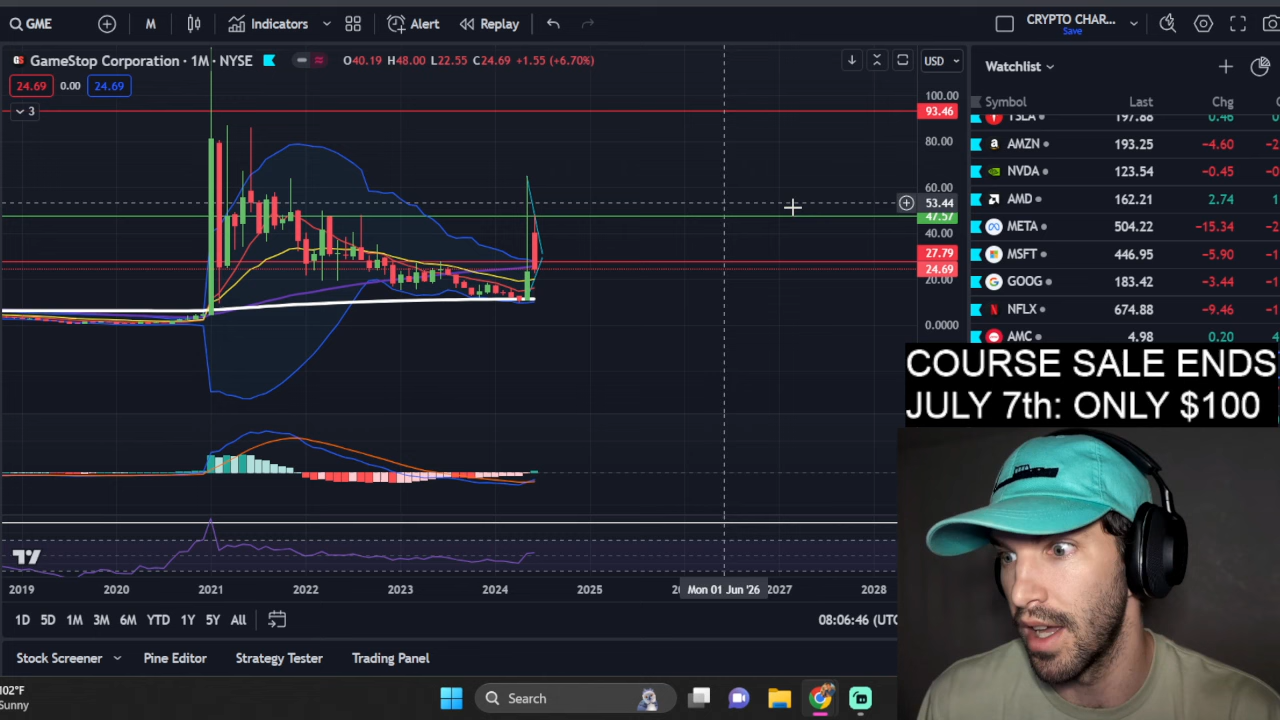 GME
M
Indicators
Alert
Replay
CRYPTO CHAR...
Save
GameStop Corporation · 1M · NYSE
O40.19 H48.00 L22.55 C24.69 +1.55 (+6.70%)
USD
24.69 0.00 24.69
3
100.00
93.46
80.00
60.00
53.44
47.57
40.00
27.79
24.69
20.00
0.0000
Watchlist
Symbol Last Chg
TSLA 197.88 0.46
AMZN 193.25 −4.60
NVDA 123.54 −0.45
AMD 162.21 2.74
META 504.22 −15.34
MSFT 446.95 −5.90
GOOG 183.42 −3.44
NFLX 674.88 −9.46
AMC 4.98 0.20
COURSE SALE ENDS
JULY 7th: ONLY $100
2019 2020 2021 2022 2023 2024 2025 Mon 01 Jun '26 2027 2028
1D 5D 1M 3M 6M YTD 1Y 5Y All
08:06:46 (UTC
Stock Screener Pine Editor Strategy Tester Trading Panel
102°F
Sunny
Search